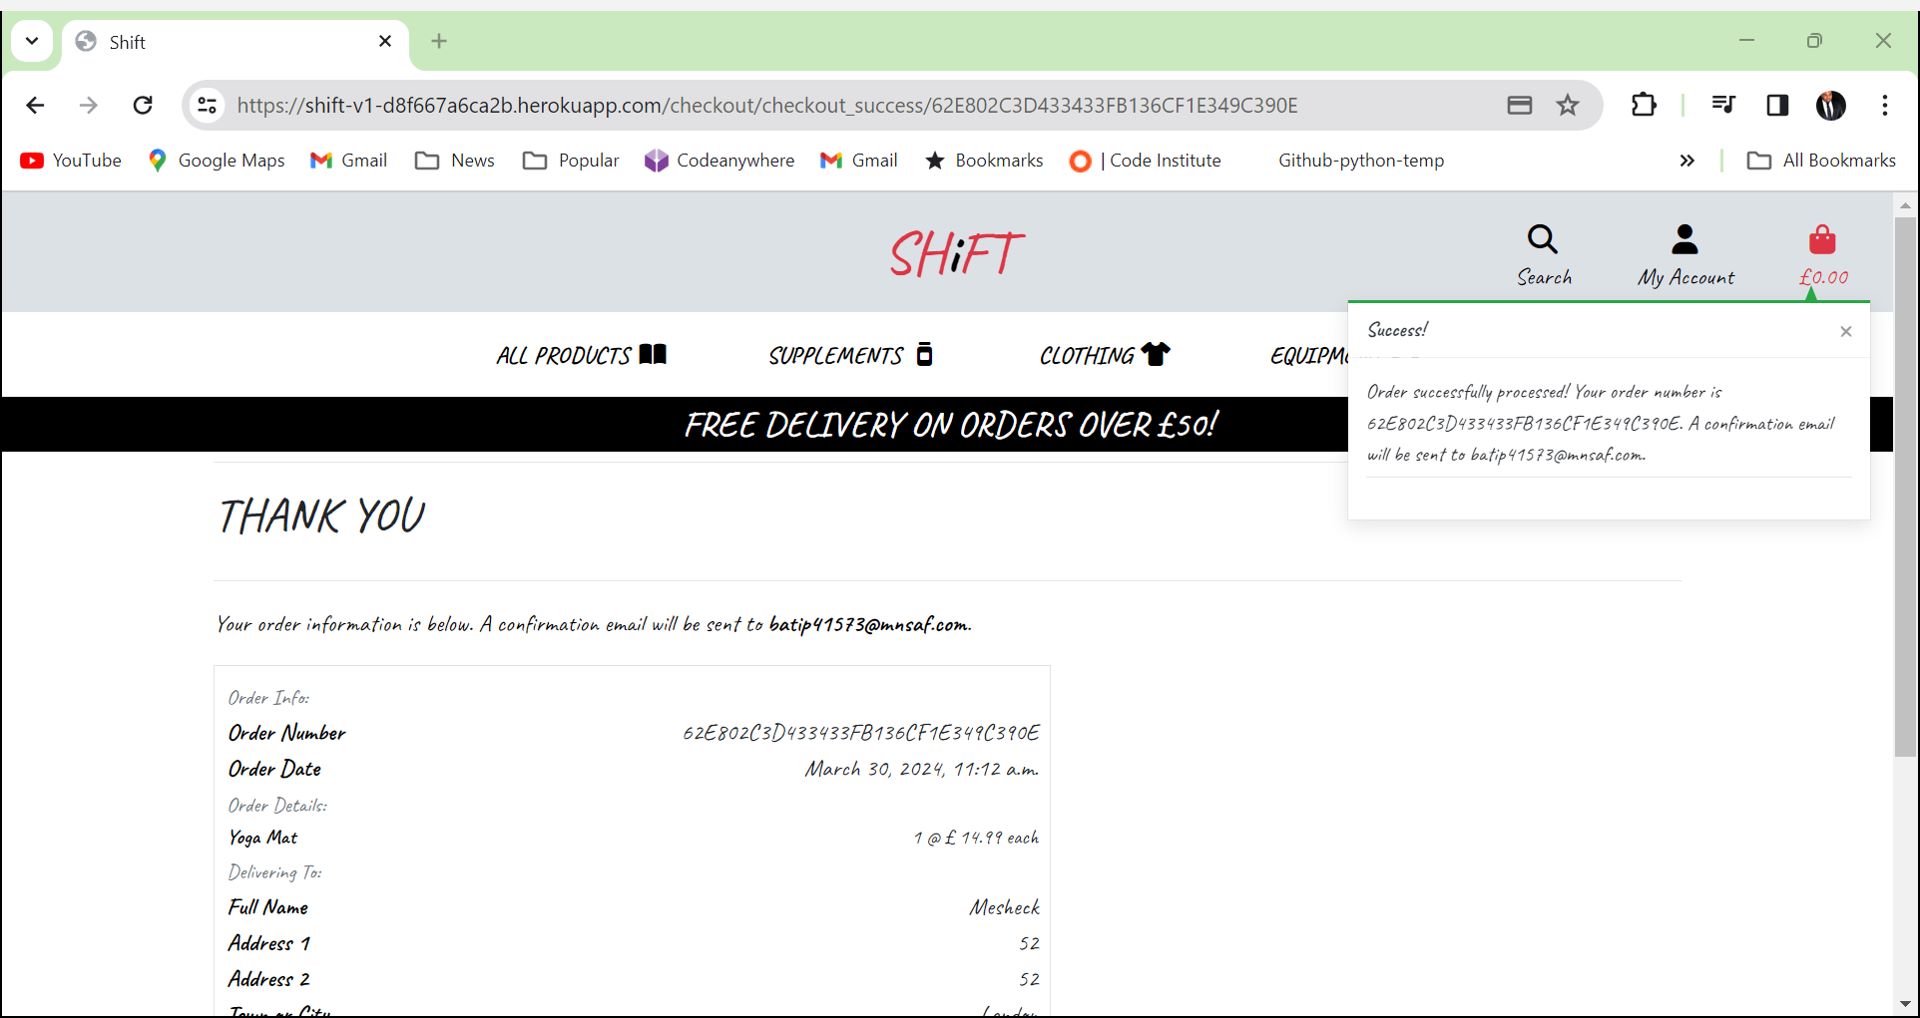 Shift
https://shift-v1-d8f667a6ca2b.herokuapp.com/checkout/checkout_success/62E802C3D433433FB136CF1E349C390E
YouTube Google Maps Gmail News Popular Codeanywhere Gmail Bookmarks | Code Institute Github-python-temp » All Bookmarks
SHiFT
Search My Account £0.00
ALL PRODUCTS SUPPLEMENTS CLOTHING
FREE DELIVERY ON ORDERS OVER £50!
Success!
Order successfully processed! Your order number is
62E802C3D433433FB136CF1E349C390E. A confirmation email
will be sent to batip41573@mnsaf.com.
THANK YOU
Your order information is below. A confirmation email will be sent to batip41573@mnsaf.com.
Order Info:
Order Number 62E802C3D433433FB136CF1E349C390E
Order Date March 30, 2024, 11:12 a.m.
Order Details:
Yoga Mat 1 @ £ 14.99 each
Delivering To:
Full Name Mesheck
Address 1 52
Address 2 52
Town or City London